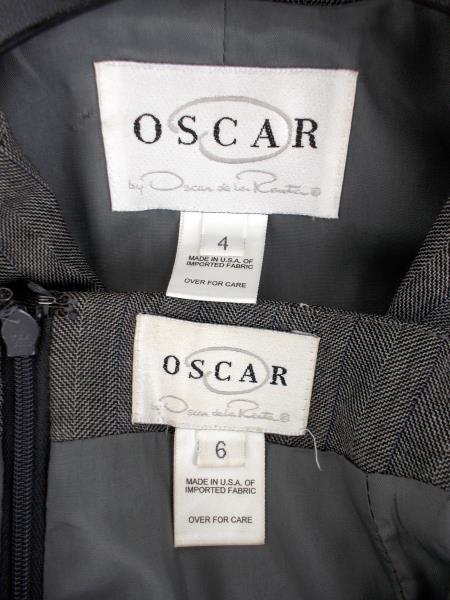 OSCAR
by Oscar de la Renta®
4
MADE IN U.S.A. OF
IMPORTED FABRIC
OVER FOR CARE
OSCAR
by Oscar de la Renta®
6
MADE IN U.S.A. OF
IMPORTED FABRIC
OVER FOR CARE